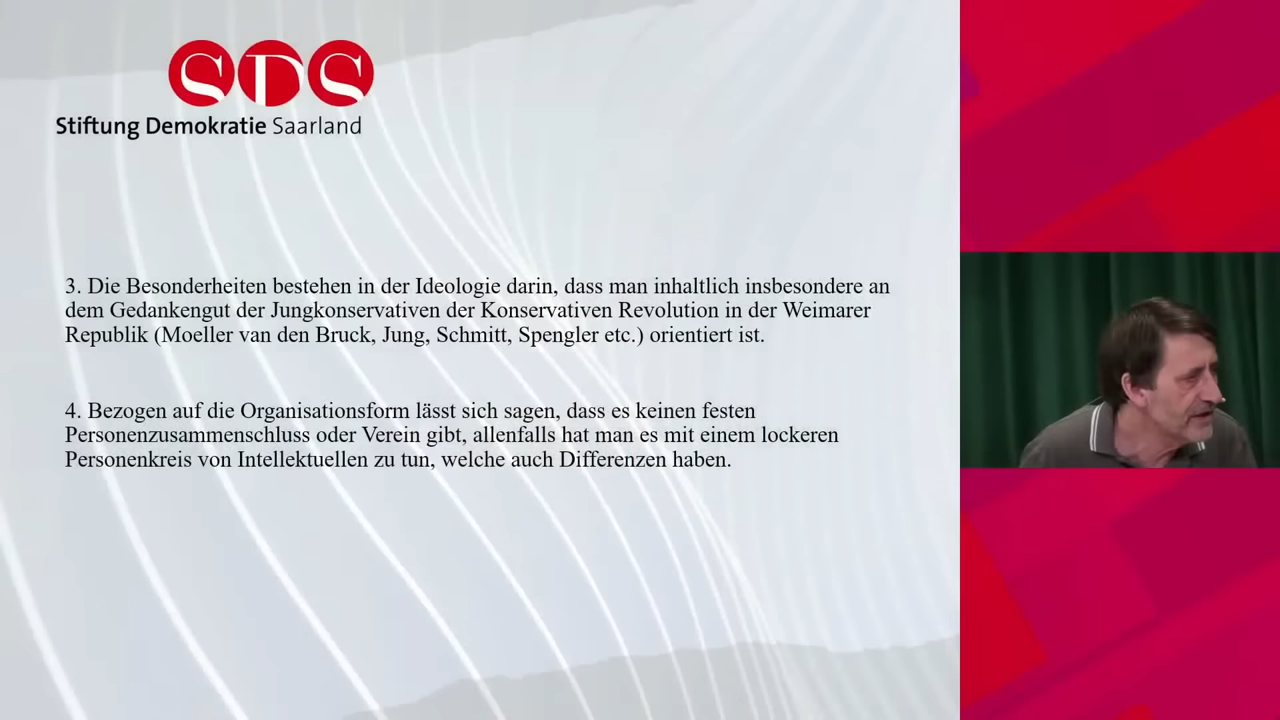 SDS
Stiftung Demokratie Saarland
3. Die Besonderheiten bestehen in der Ideologie darin, dass man inhaltlich insbesondere an
dem Gedankengut der Jungkonservativen der Konservativen Revolution in der Weimarer
Republik (Moeller van den Bruck, Jung, Schmitt, Spengler etc.) orientiert ist.
4. Bezogen auf die Organisationsform lässt sich sagen, dass es keinen festen
Personenzusammenschluss oder Verein gibt, allenfalls hat man es mit einem lockeren
Personenkreis von Intellektuellen zu tun, welche auch Differenzen haben.